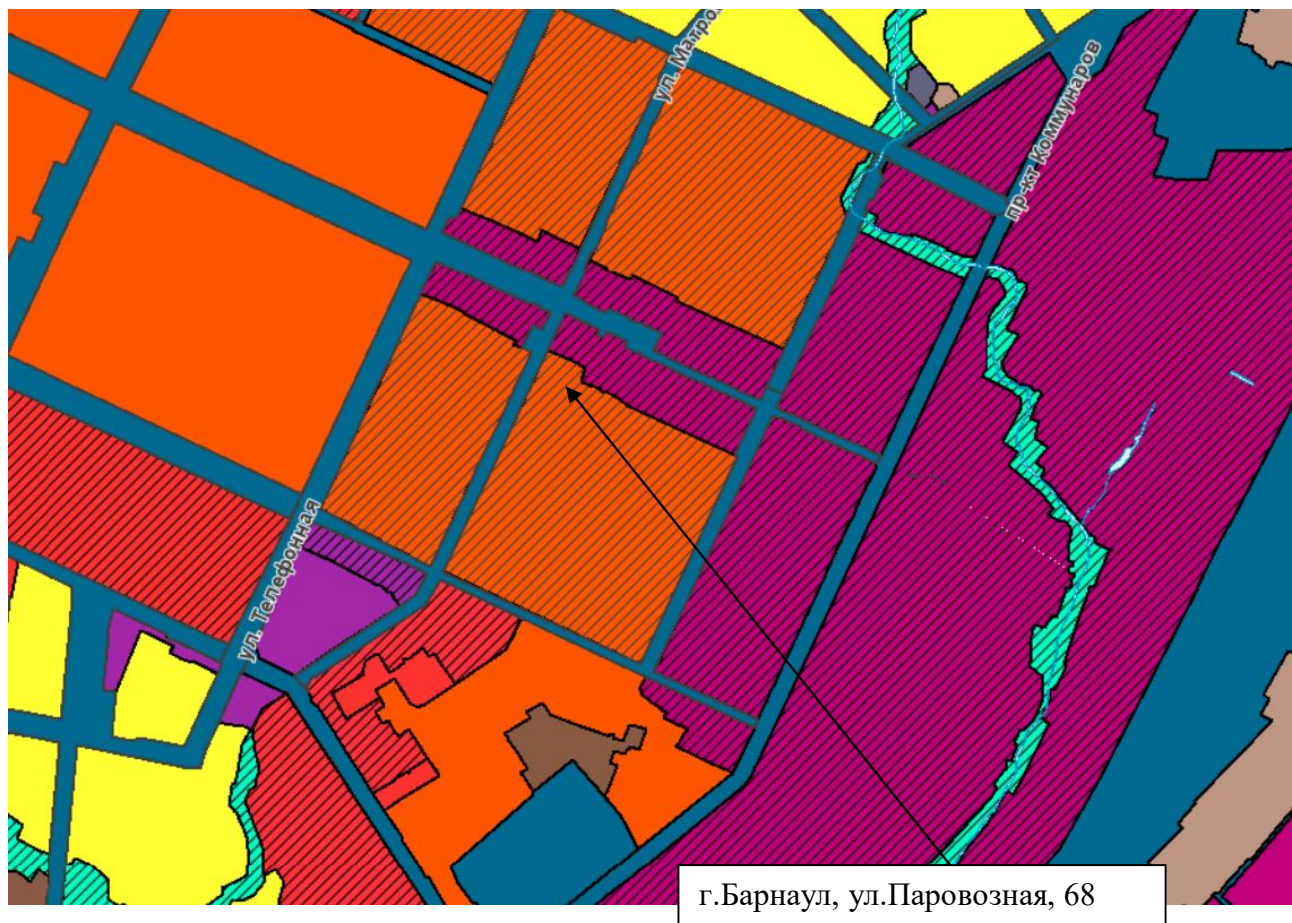 ул. Матро
пр-кт Коммунаров
ул. Телефонная
г.Барнаул, ул.Паровозная, 68